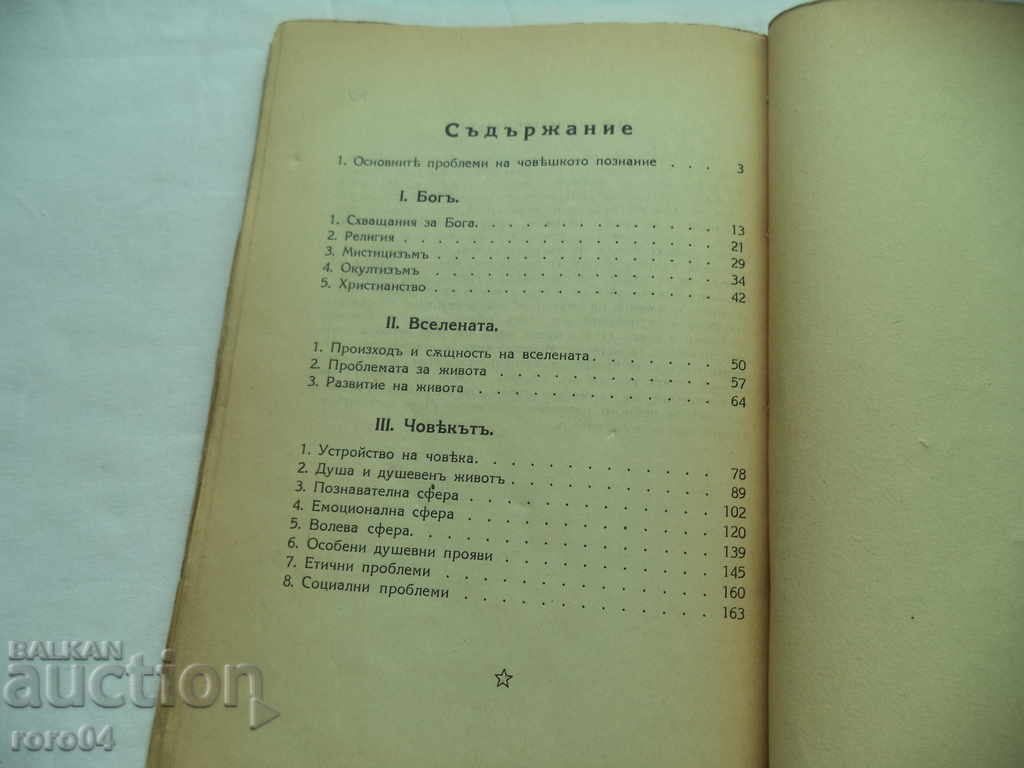 Съдържание
1. Основнитѣ проблеми на човѣшкото познание . . . 3
I. Богъ.
1. Схващания за Бога. . . . . . . . . . . . . 13
2. Религия . . . . . . . . . . . . . . . . 21
3. Мистицизъмъ . . . . . . . . . . . . . . 29
4. Окултизъмъ . . . . . . . . . . . . . . 34
5. Христианство . . . . . . . . . . . . . . 42
II. Вселената.
1. Произходъ и сѫщность на вселената. . . . . . . 50
2. Проблемата за живота . . . . . . . . . . . 57
3. Развитие на живота . . . . . . . . . . . . 64
III. Човѣкътъ.
1. Устройство на човѣка. . . . . . . . . . . . 78
2. Душа и душевенъ животъ . . . . . . . . . . 89
3. Познавателна сфера . . . . . . . . . . . . 102
4. Емоционална сфера . . . . . . . . . . . . 120
5. Волева сфера. . . . . . . . . . . . . . 139
6. Особени душевни прояви . . . . . . . . . . 145
7. Етични проблеми . . . . . . . . . . . . . 160
8. Социални проблеми . . . . . . . . . . . . 163
BALKAN
auction
roro04